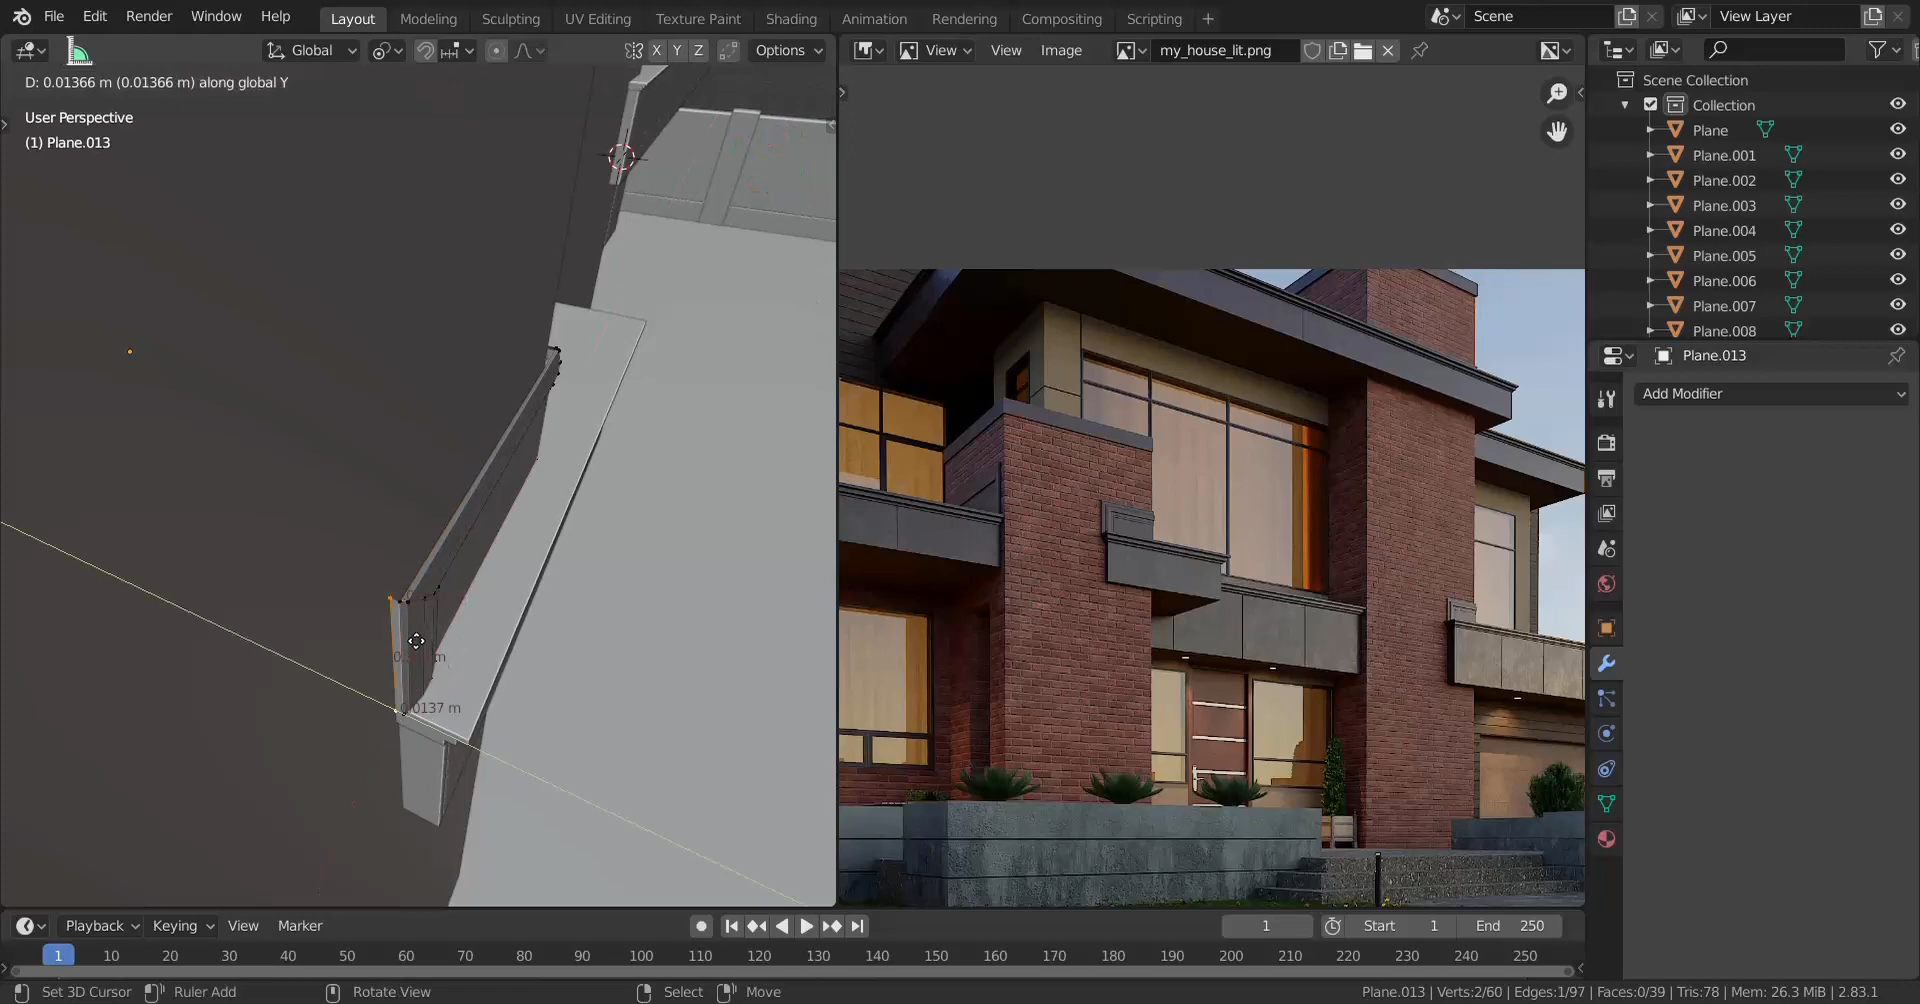 File Edit Render Window Help Layout Modeling Sculpting UV Editing Texture Paint Shading Animation Rendering Compositing Scripting + Scene View Layer
Global X Y Z Options View View Image my_house_lit.png
D: 0.01366 m (0.01366 m) along global Y
User Perspective
(1) Plane.013
0.0137 m
Scene Collection
Collection
Plane
Plane.001
Plane.002
Plane.003
Plane.004
Plane.005
Plane.006
Plane.007
Plane.008
Plane.013
Add Modifier
Playback Keying View Marker 1 Start 1 End 250
1 10 20 30 40 50 60 70 80 90 100 110 120 130 140 150 160 170 180 190 200 210 220 230 240 250
Set 3D Cursor Ruler Add Rotate View Select Move Plane.013 | Verts:2/60 | Edges:1/97 | Faces:0/39 | Tris:78 | Mem: 26.3 MiB | 2.83.1